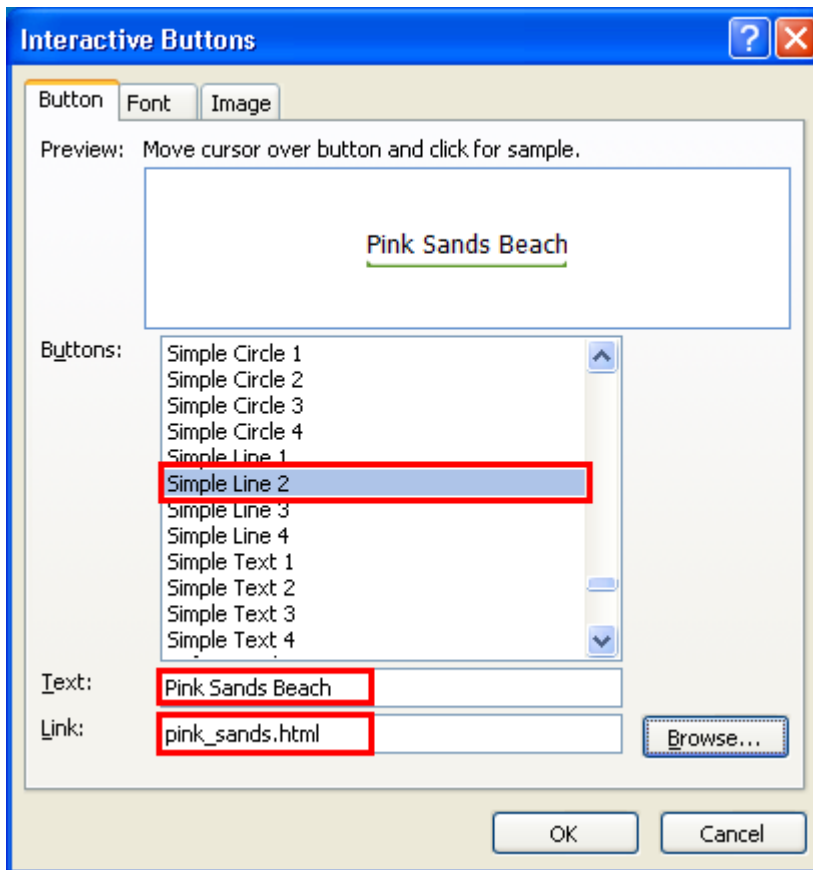 Interactive Buttons
Button Font Image
Preview: Move cursor over button and click for sample.
Pink Sands Beach
Buttons:
Simple Circle 1
Simple Circle 2
Simple Circle 3
Simple Circle 4
Simple Line 1
Simple Line 2
Simple Line 3
Simple Line 4
Simple Text 1
Simple Text 2
Simple Text 3
Simple Text 4
Text: Pink Sands Beach
Link: pink_sands.html Browse...
OK Cancel